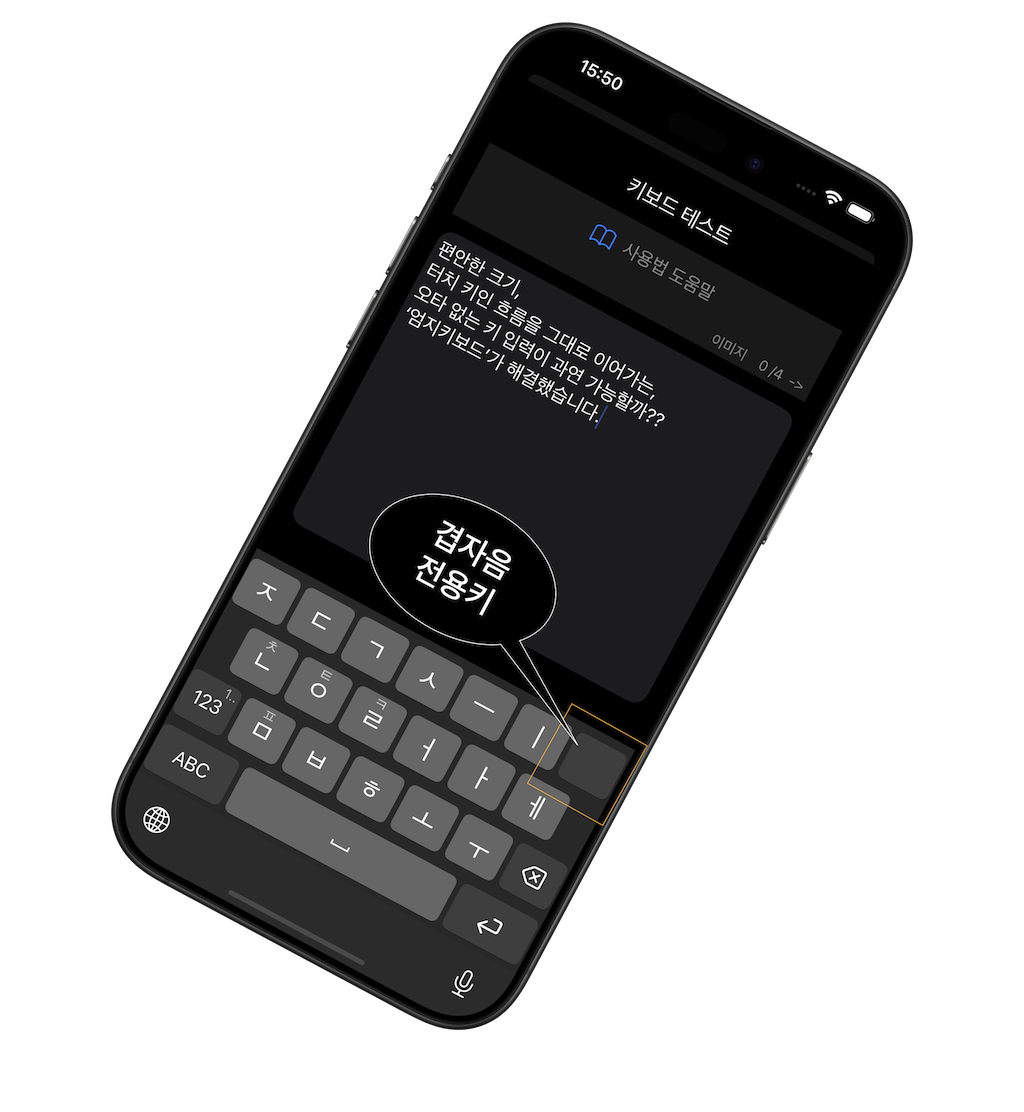 15:50
키보드 테스트
사용법 도움말
이미지 0/4 ->
편안한 크기,
터치 키인 흐름을 그대로 이어가는,
오타 없는 키 입력이 과연 가능할까??
'엄지키보드'가 해결했습니다.
겹자음
전용키
ㅈ ㄷ ㄱ ㅅ ㅡ ㅣ
ㅊ ㅌ ㅋ
ㄴ ㅇ ㄹ ㅓ ㅏ ㅔ
123 1.. ㅍ
ㅁ ㅂ ㅎ ㅗ ㅜ
ABC